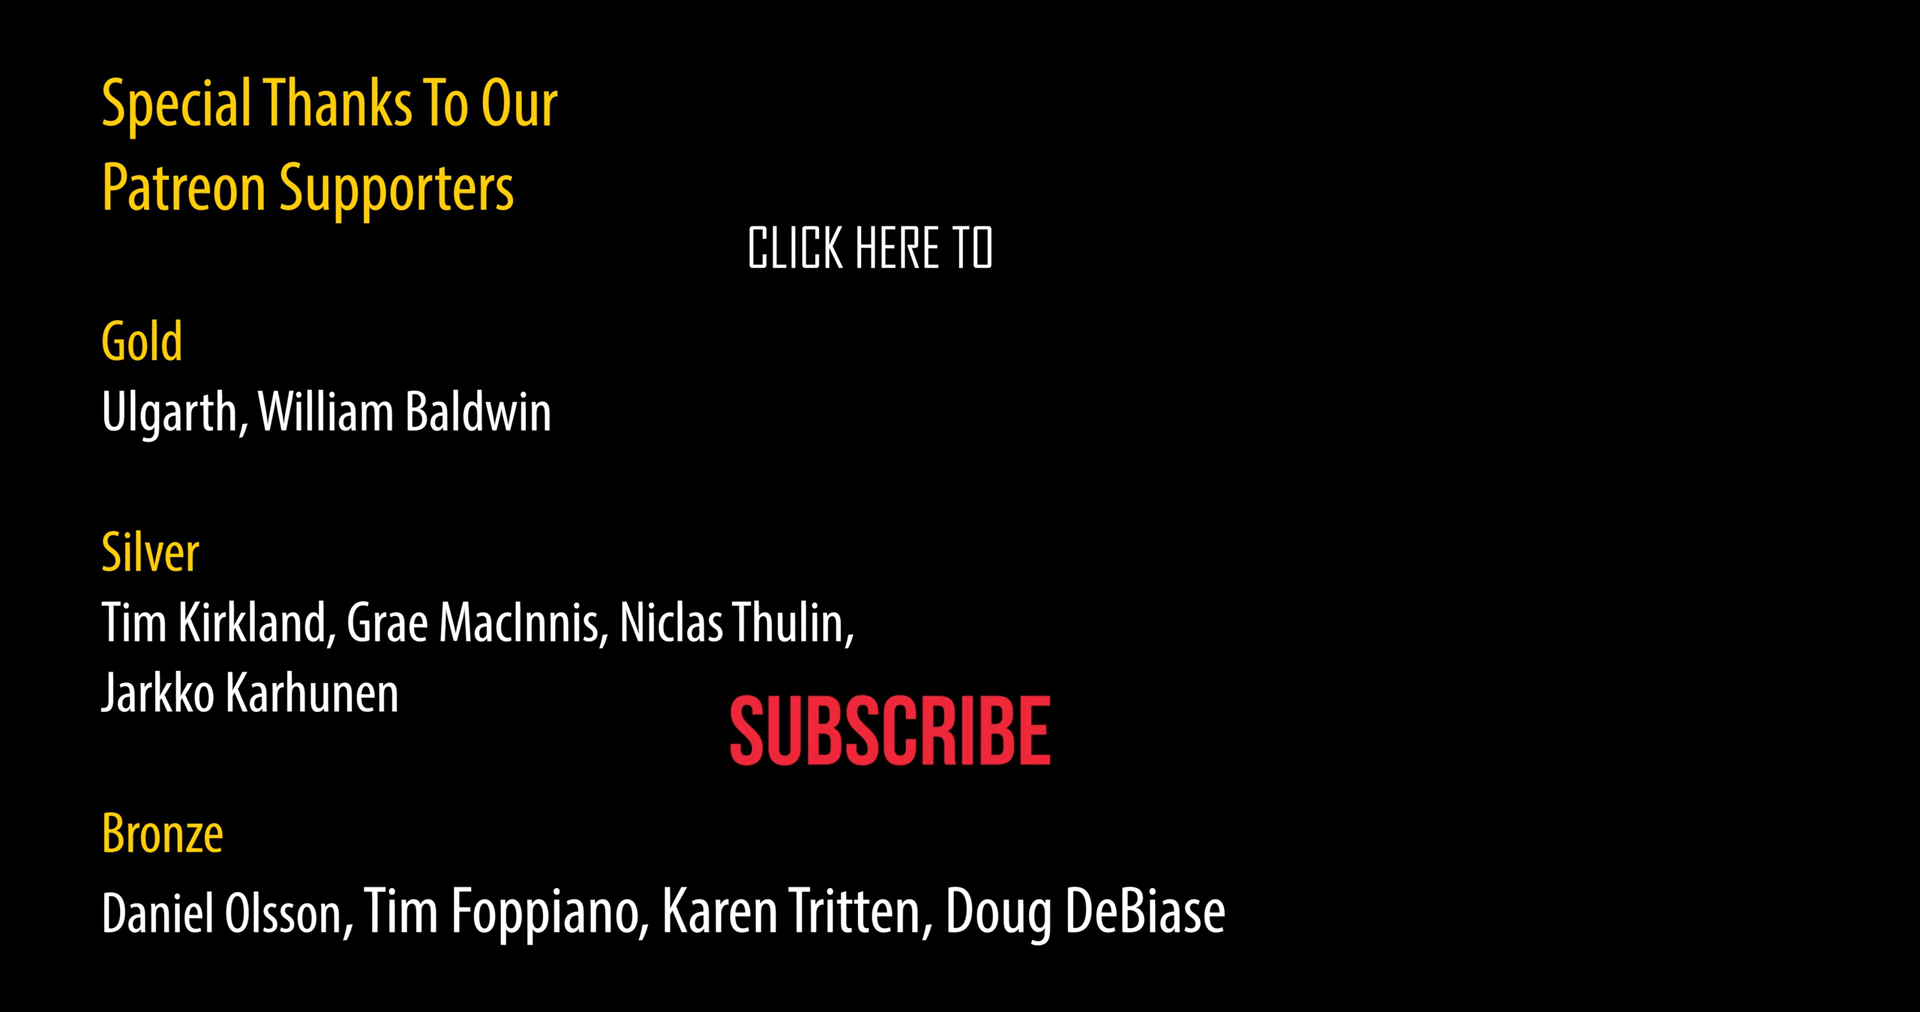 Special Thanks To Our
Patreon Supporters
CLICK HERE TO
Gold
Ulgarth, William Baldwin
Silver
Tim Kirkland, Grae MacInnis, Niclas Thulin,
Jarkko Karhunen
SUBSCRIBE
Bronze
Daniel Olsson, Tim Foppiano, Karen Tritten, Doug DeBiase